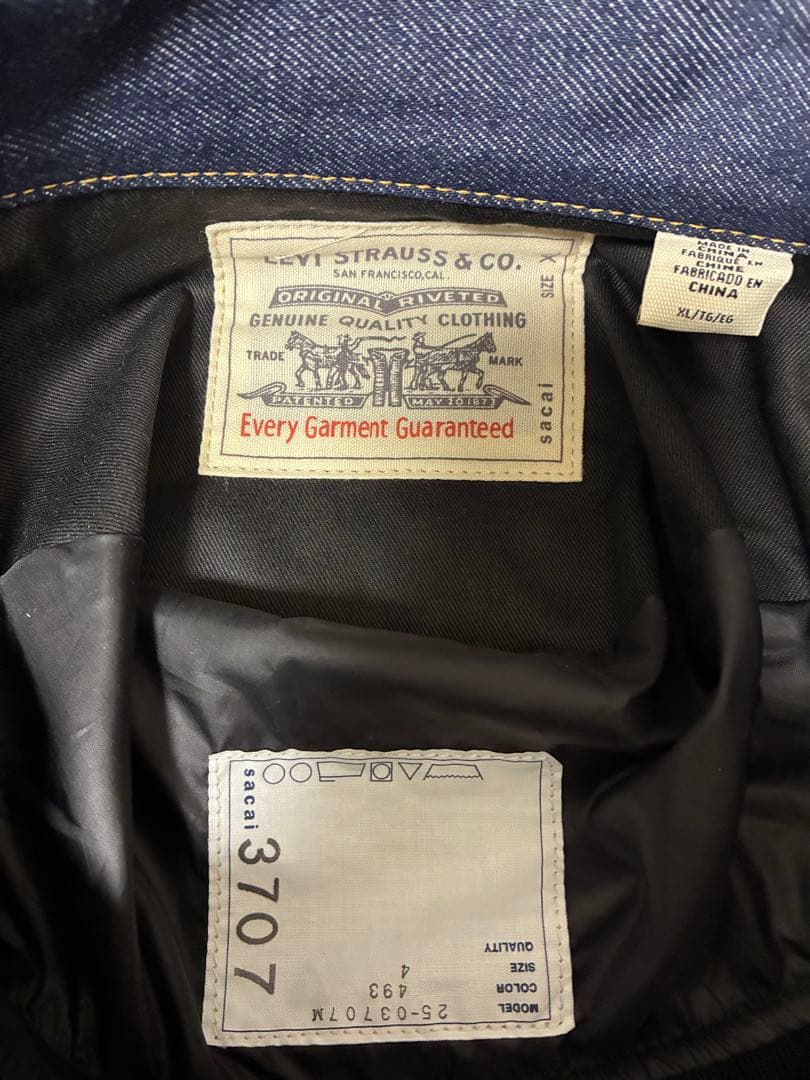 LEVI STRAUSS & CO.
SAN FRANCISCO, CAL.
ORIGINAL RIVETED
GENUINE QUALITY CLOTHING
TRADE MARK
PATENTED MAY 20 1873
Every Garment Guaranteed
SIZE X
sacai
MADE IN
CHINA
FABRIQUÉ EN
CHINE
FABRICADO EN
CHINA
XL/TG/EG
sacai
3707
MODEL 25-03707M
COLOR 493
SIZE 4
QUALITY